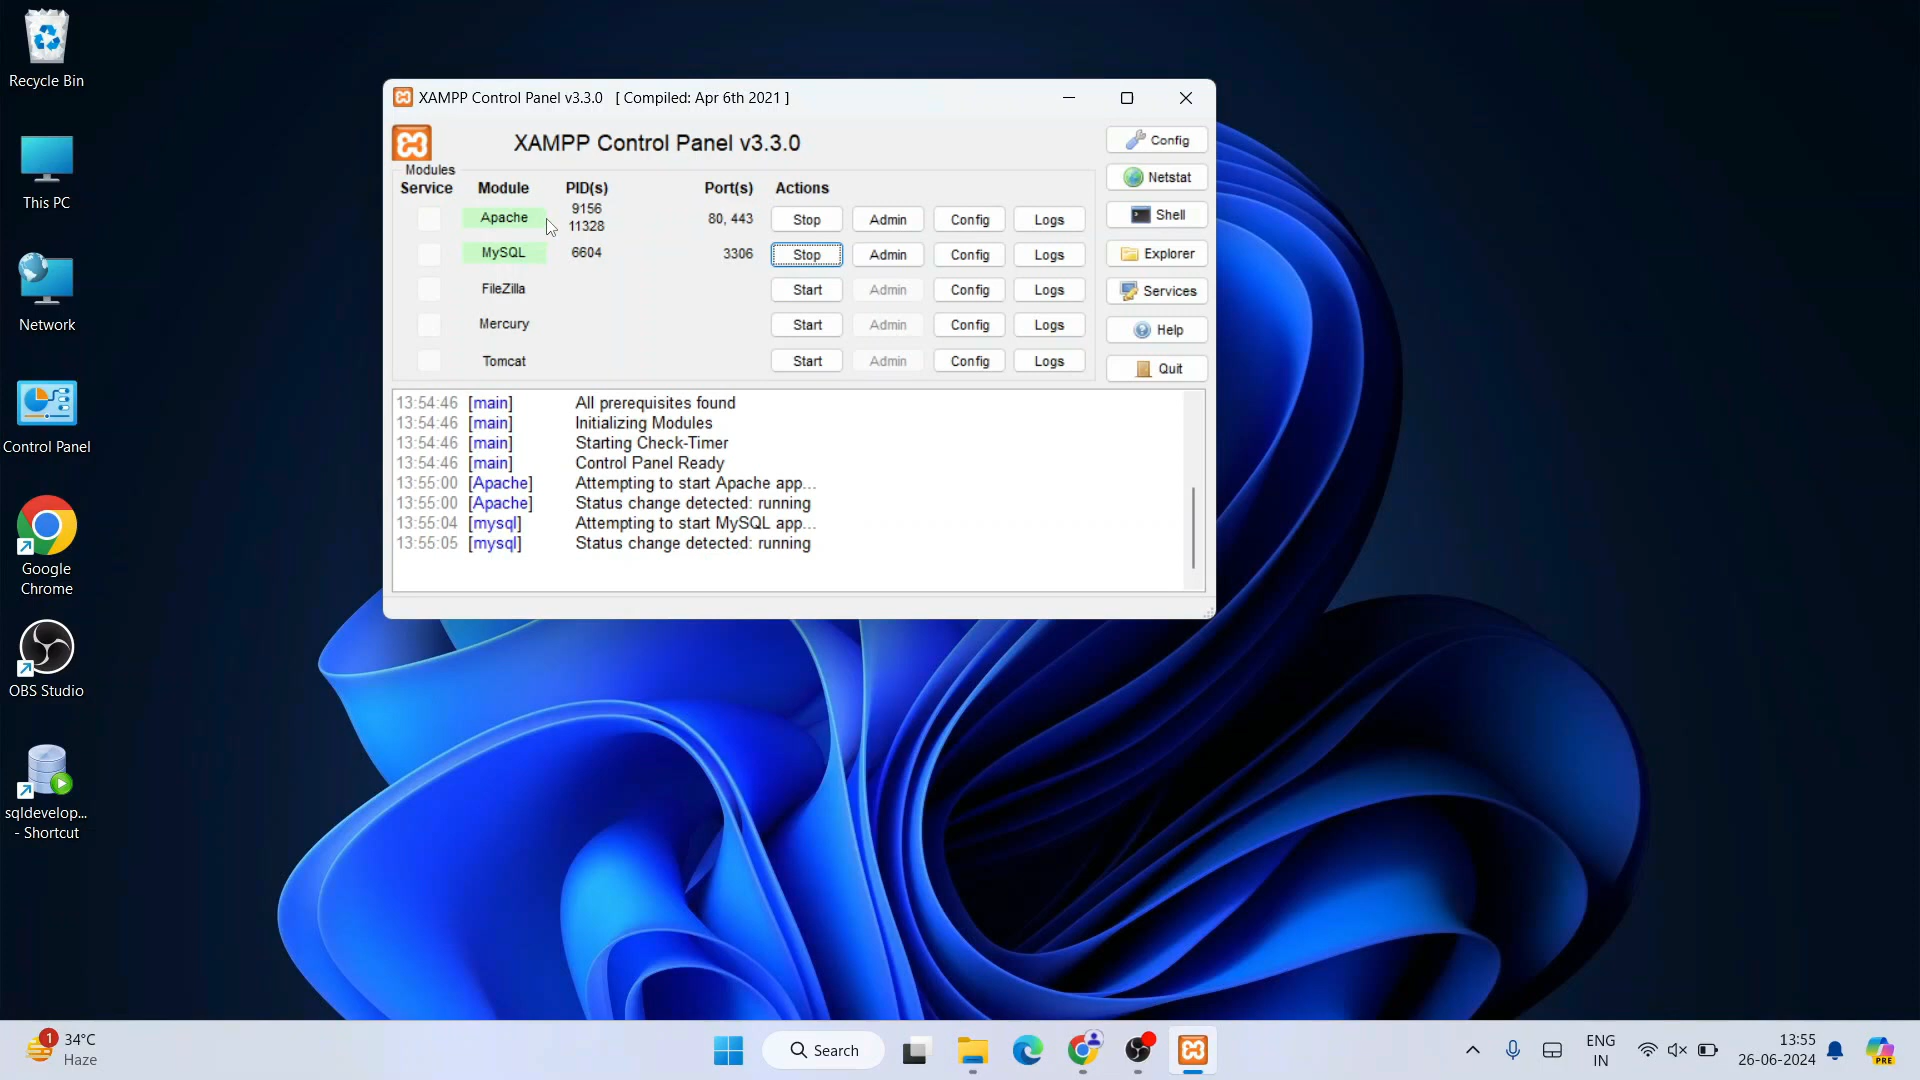 Recycle Bin
This PC
Network
Control Panel
Google
Chrome
OBS Studio
sqldevelop...
- Shortcut
XAMPP Control Panel v3.3.0 [ Compiled: Apr 6th 2021 ]
XAMPP Control Panel v3.3.0
Config
Netstat
Shell
Explorer
Services
Help
Quit
Modules
Service Module PID(s) Port(s) Actions
Apache 9156 11328 80, 443 Stop Admin Config Logs
MySQL 6604 3306 Stop Admin Config Logs
FileZilla Start Admin Config Logs
Mercury Start Admin Config Logs
Tomcat Start Admin Config Logs
13:54:46 [main] All prerequisites found
13:54:46 [main] Initializing Modules
13:54:46 [main] Starting Check-Timer
13:54:46 [main] Control Panel Ready
13:55:00 [Apache] Attempting to start Apache app...
13:55:00 [Apache] Status change detected: running
13:55:04 [mysql] Attempting to start MySQL app...
13:55:05 [mysql] Status change detected: running
1
34°C
Haze
Search
PRE
ENG
IN
13:55
26-06-2024